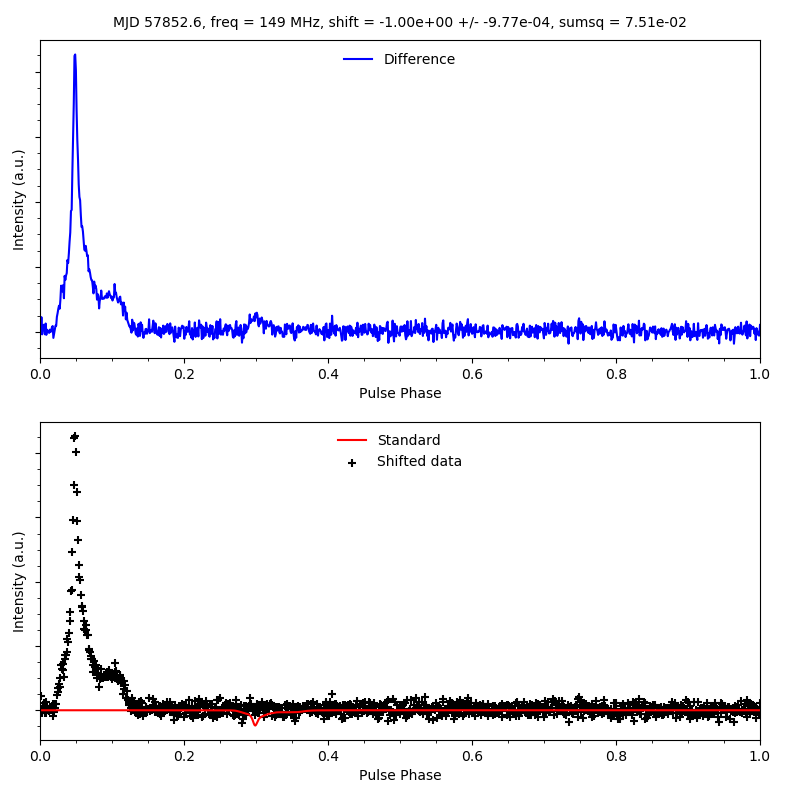 MJD 57852.6, freq = 149 MHz, shift = -1.00e+00 +/- -9.77e-04, sumsq = 7.51e-02
Difference
Intensity (a.u.)
0.0 0.2 0.4 0.6 0.8 1.0
Pulse Phase
Standard
Shifted data
Intensity (a.u.)
0.0 0.2 0.4 0.6 0.8 1.0
Pulse Phase